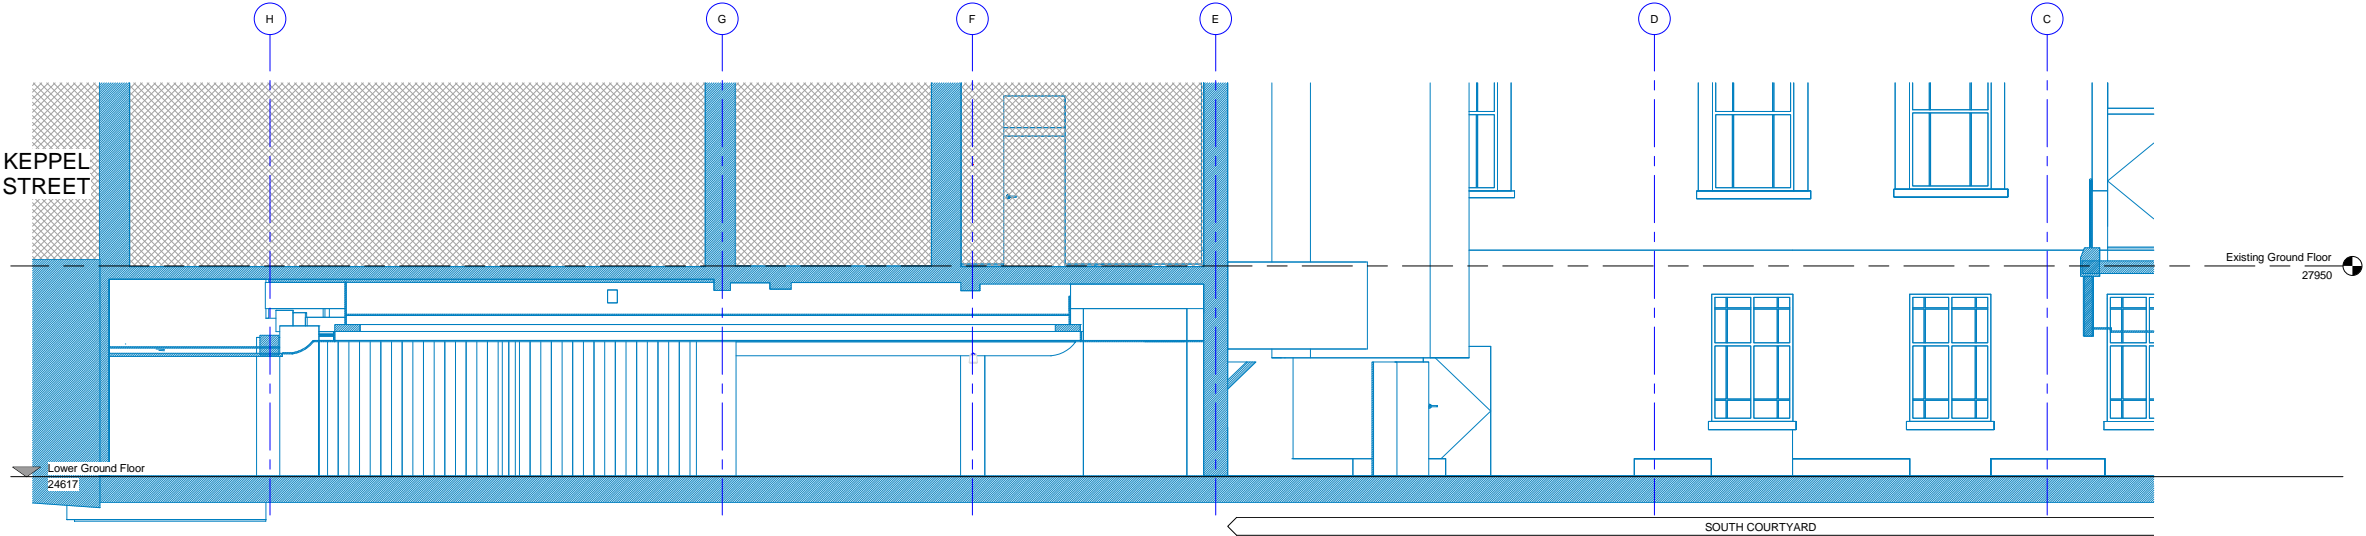 H
G
F
E
D
C
KEPPEL
STREET
Existing Ground Floor
27950
Lower Ground Floor
24617
SOUTH COURTYARD